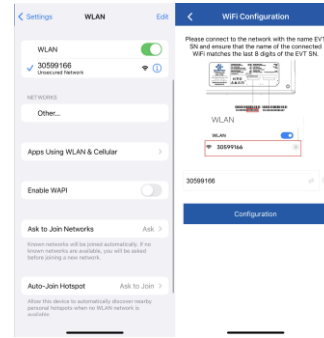 Settings
WLAN
Edit
WLAN
30599166
Unsecured Network
NETWORKS
Other...
Apps Using WLAN & Cellular
Enable WAPI
Ask to Join Networks
Ask
Known networks will be joined automatically. If no
known networks are available, you will be asked
before joining a new network.
Auto-Join Hotspot
Ask to Join
Allow this device to automatically discover nearby
personal hotspots when no WLAN network is
available.
WiFi Configuration
Please connect to the network with the name EVT
SN and ensure that the name of the connected
WiFi matches the last 8 digits of the EVT SN.
WLAN
WLAN
30599166
30599166
Configuration